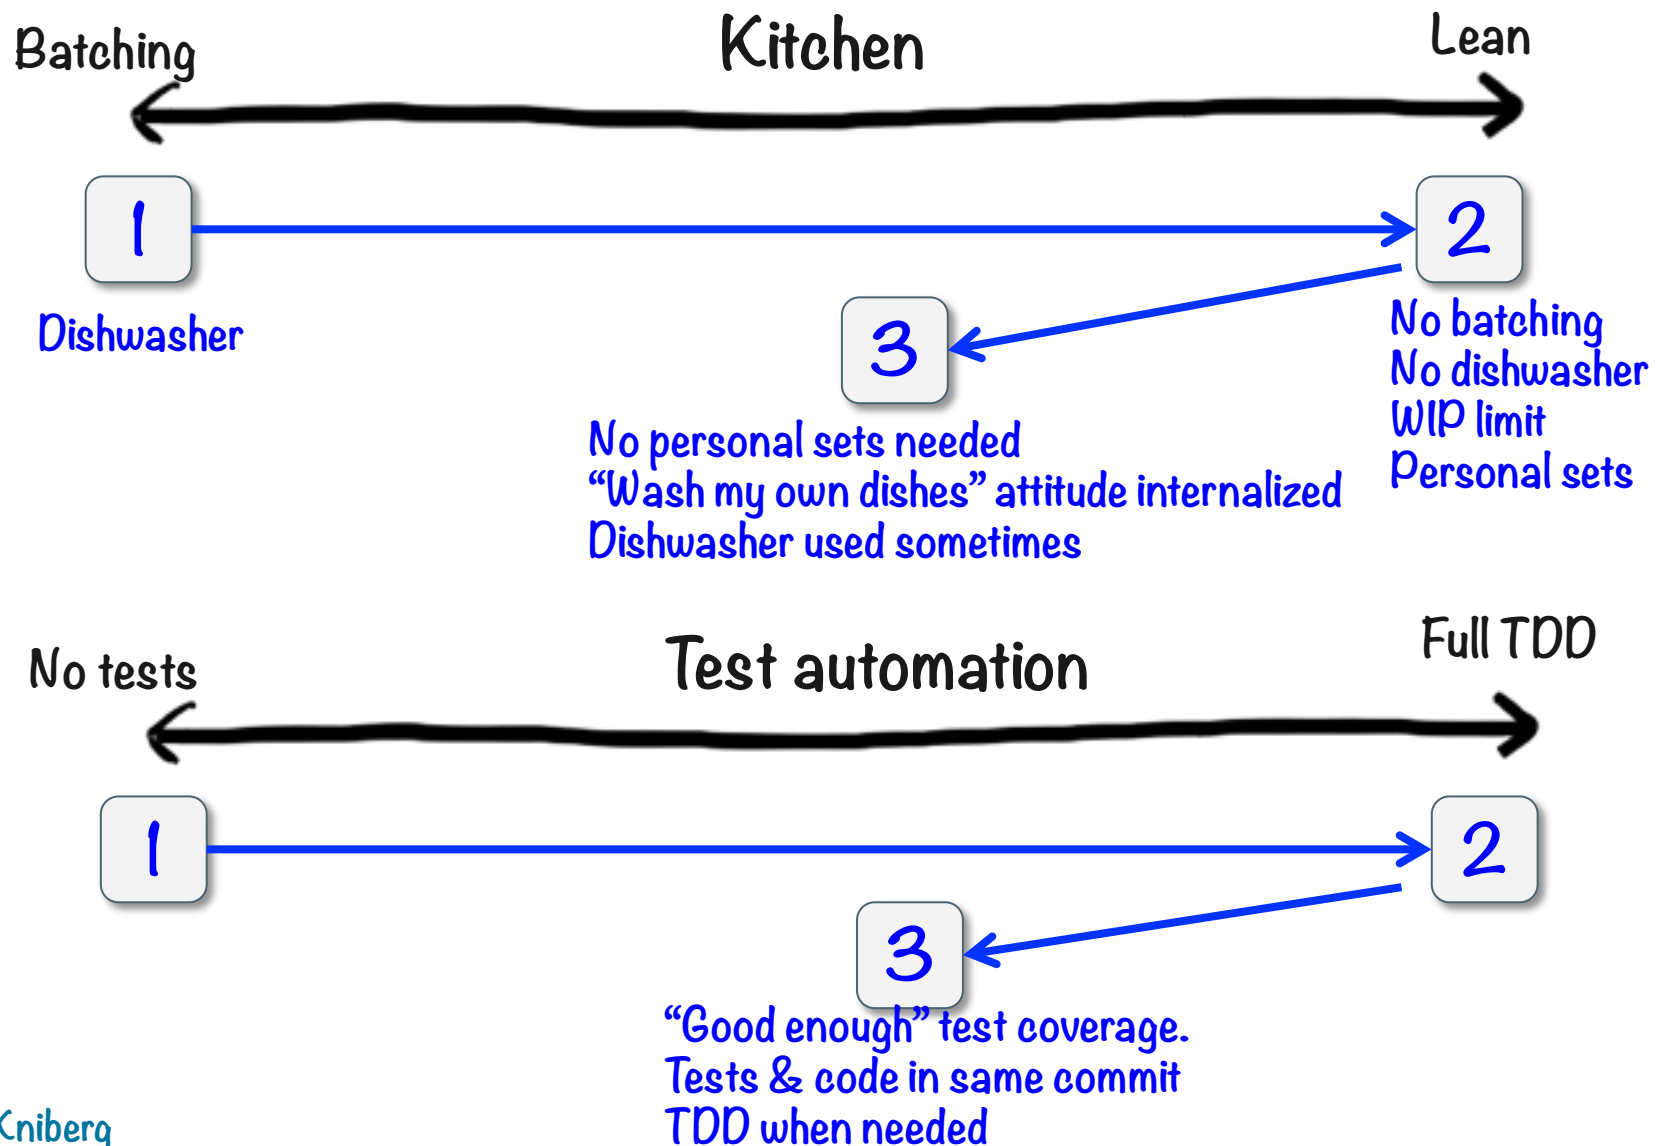 Batching
Kitchen
Lean
1
2
Dishwasher
3
No batching
No dishwasher
WIP limit
Personal sets
No personal sets needed
“Wash my own dishes” attitude internalized
Dishwasher used sometimes
No tests
Test automation
Full TDD
1
2
3
“Good enough” test coverage.
Tests & code in same commit
TDD when needed
Kniberg